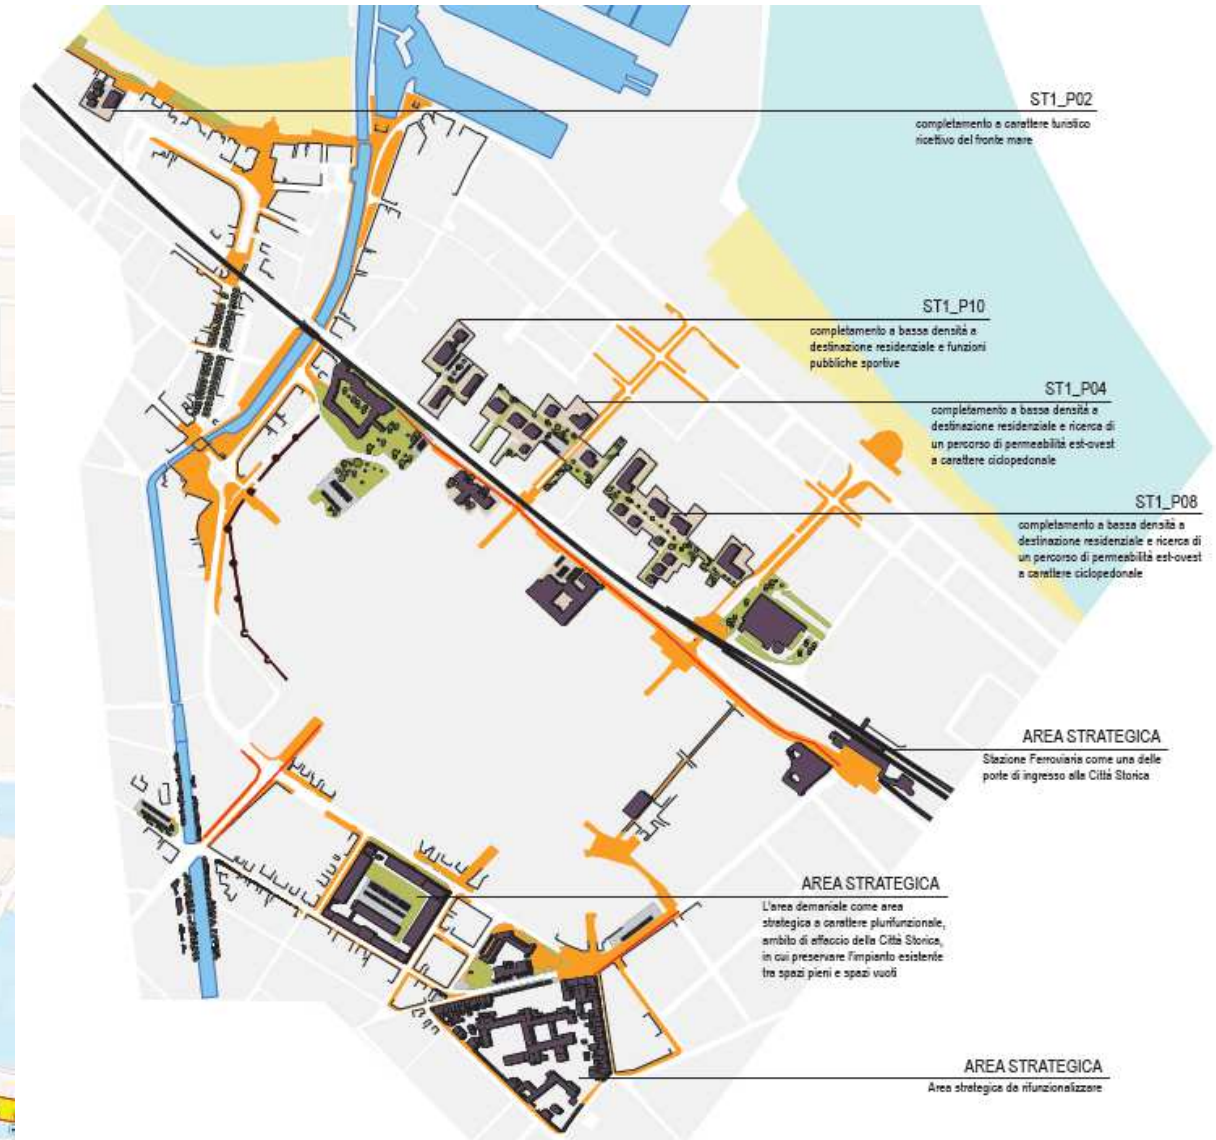 ST1_P02
completamento a carattere turistico
ricettivo del fronte mare
ST1_P10
completamento a bassa densità a
destinazione residenziale e funzioni
pubbliche sportive
ST1_P04
completamento a bassa densità a
destinazione residenziale e ricerca di
un percorso di permeabilità est-ovest
a carattere ciclopedonale
ST1_P08
completamento a bassa densità a
destinazione residenziale e ricerca di
un percorso di permeabilità est-ovest
a carattere ciclopedonale
AREA STRATEGICA
Stazione Ferroviaria come una delle
porte di ingresso alla Città Storica
AREA STRATEGICA
L'area demaniale come area
strategica a carattere plurifunzionale,
ambito di affaccio della Città Storica,
in cui preservare l'impianto esistente
tra spazi pieni e spazi vuoti
AREA STRATEGICA
Area strategica da rifunzionalizzare